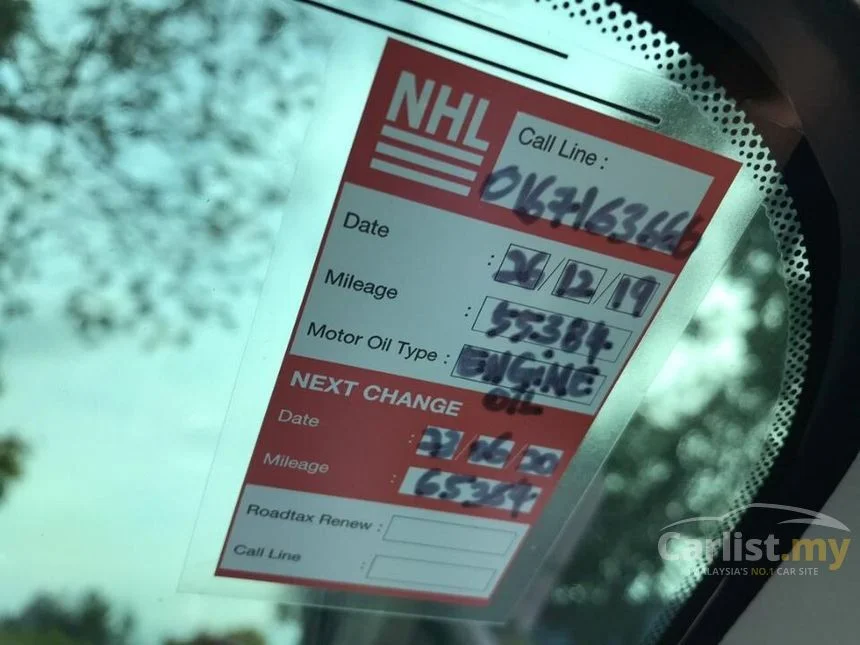 NHL
Call Line :
0167163666
Date : 26/12/19
Mileage : 55384
Motor Oil Type : ENGINE
OIL
NEXT CHANGE
Date : 27/06/20
Mileage : 65384
Roadtax Renew :
Call Line :
Carlist.my
MALAYSIA'S NO.1 CAR SITE